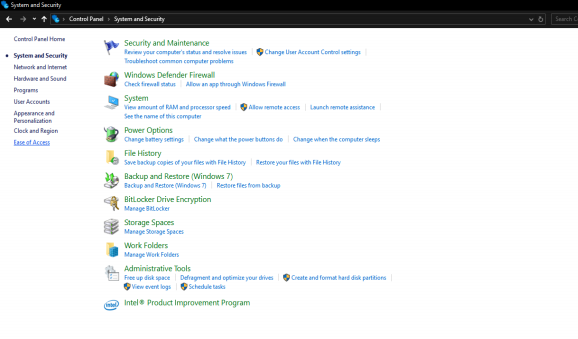 System and Security
Control Panel › System and Security
Search C
Control Panel Home
System and Security
Network and Internet
Hardware and Sound
Programs
User Accounts
Appearance and
Personalization
Clock and Region
Ease of Access
Security and Maintenance
Review your computer's status and resolve issues | Change User Account Control settings |
Troubleshoot common computer problems
Windows Defender Firewall
Check firewall status | Allow an app through Windows Firewall
System
View amount of RAM and processor speed | Allow remote access | Launch remote assistance |
See the name of this computer
Power Options
Change battery settings | Change what the power buttons do | Change when the computer sleeps
File History
Save backup copies of your files with File History | Restore your files with File History
Backup and Restore (Windows 7)
Backup and Restore (Windows 7) | Restore files from backup
BitLocker Drive Encryption
Manage BitLocker
Storage Spaces
Manage Storage Spaces
Work Folders
Manage Work Folders
Administrative Tools
Free up disk space | Defragment and optimize your drives | Create and format hard disk partitions |
View event logs | Schedule tasks
intel
Intel® Product Improvement Program